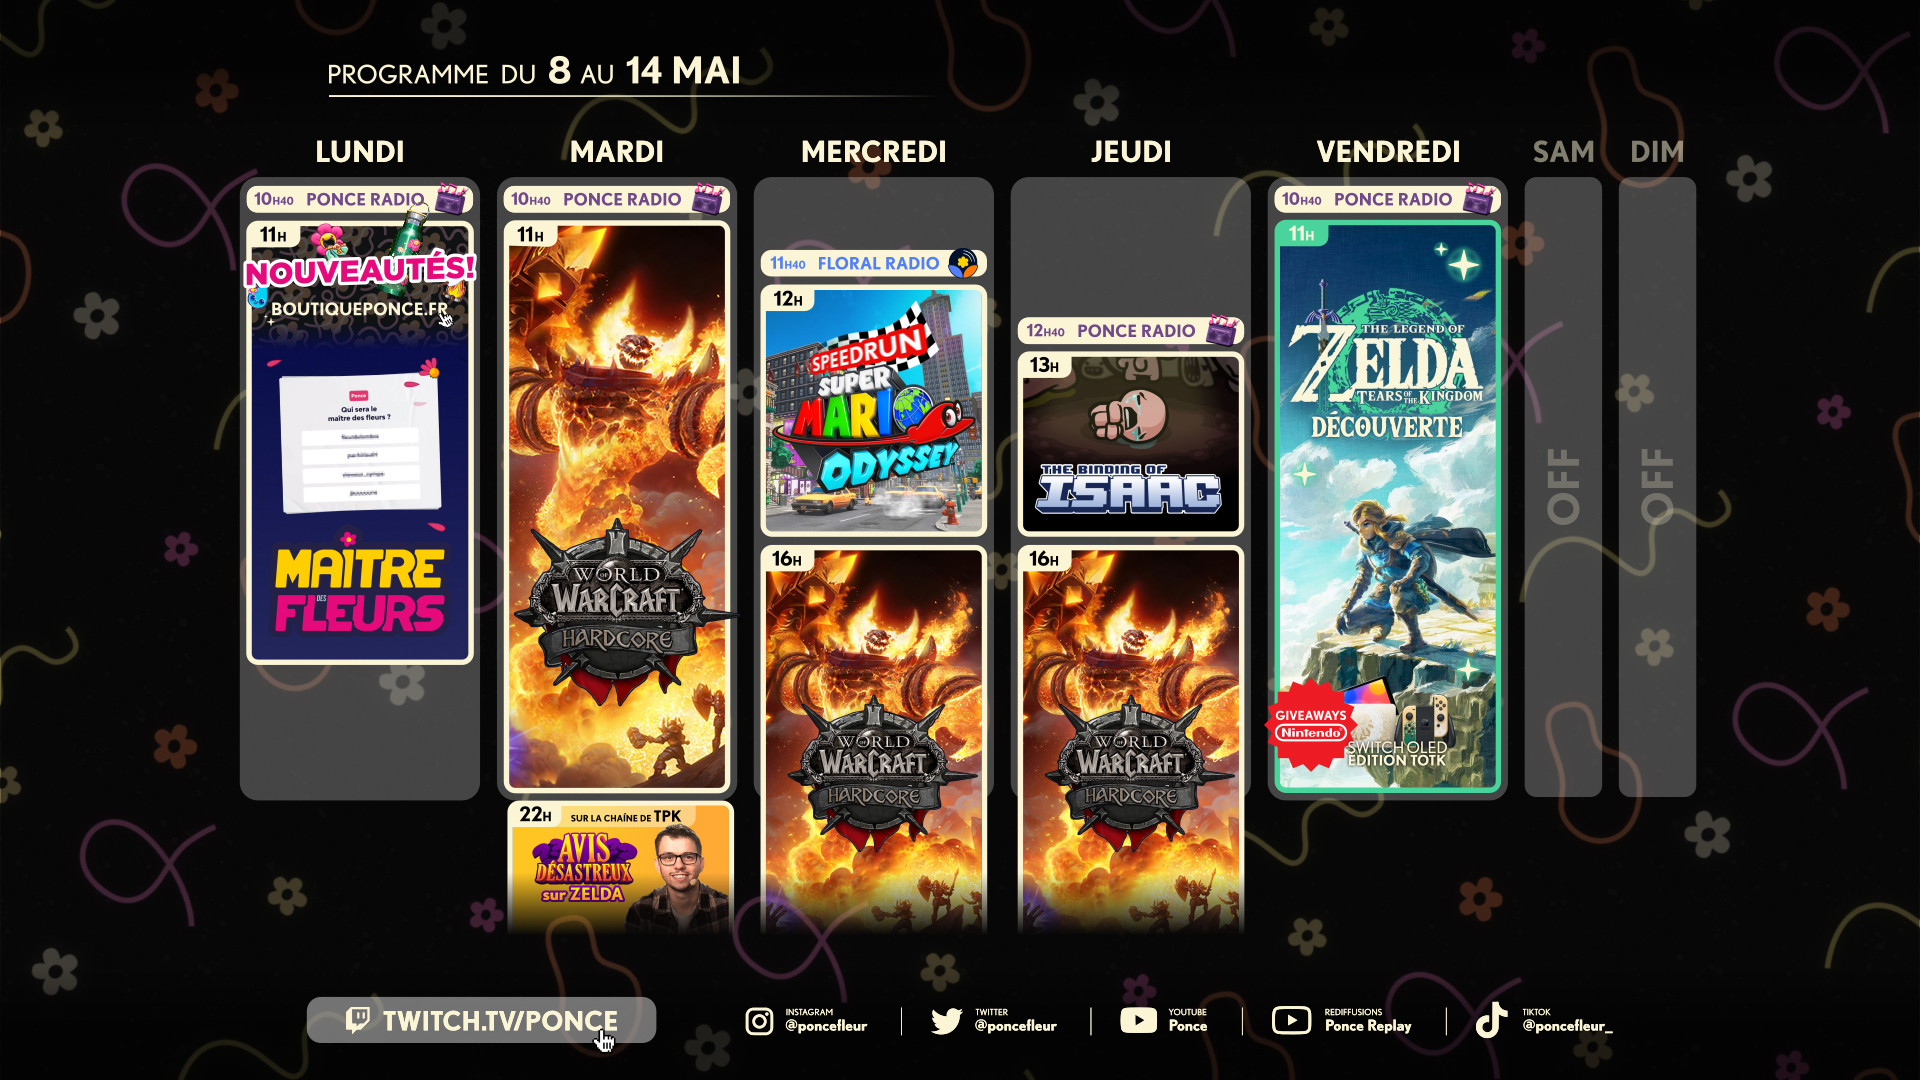 PROGRAMME DU 8 AU 14 MAI
LUNDI
10H40 PONCE RADIO
11H
NOUVEAUTÉS!
BOUTIQUEPONCE.FR
Ponce
Qui sera le
maître des fleurs ?
MAÎTRE
DES
FLEURS
MARDI
10H40 PONCE RADIO
11H
WORLD
OF
WARCRAFT
HARDCORE
22H SUR LA CHAÎNE DE TPK
AVIS
DÉSASTREUX
sur ZELDA
MERCREDI
11H40 FLORAL RADIO
12H
SPEEDRUN
SUPER
MARIO
ODYSSEY
16H
WORLD
OF
WARCRAFT
HARDCORE
JEUDI
12H40 PONCE RADIO
13H
THE BINDING OF
ISAAC
16H
WORLD
OF
WARCRAFT
HARDCORE
VENDREDI
10H40 PONCE RADIO
11H
THE LEGEND OF
ZELDA
TEARS OF THE KINGDOM
DÉCOUVERTE
GIVEAWAYS
Nintendo
SWITCH OLED
EDITION TOTK
SAM
OFF
DIM
OFF
TWITCH.TV/PONCE
INSTAGRAM
@poncefleur
TWITTER
@poncefleur
YOUTUBE
Ponce
REDIFFUSIONS
Ponce Replay
TIKTOK
@poncefleur_